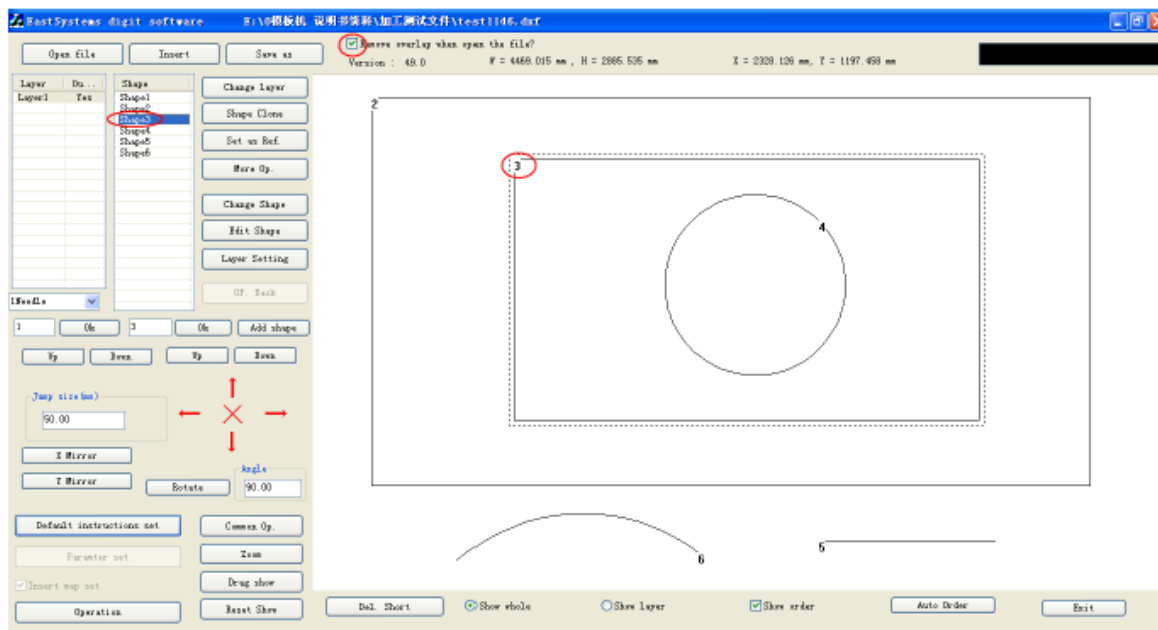 EastSystems digit software E:\0模板机 说明书资料\加工测试文件\test1146.dxf
Open file Insert Save as
Remove overlap when open the file?
Version : 49.0 W = 4469.015 mm , H = 2885.535 mm X = 2328.126 mm, Y = 1197.458 mm
Layer Du... Shape
Layer1 Yes Shape1
Shape2
Shape3
Shape4
Shape5
Shape6
Change Layer
Shape Clone
Set as Ref.
More Op.
Change Shape
Edit Shape
Layer Setting
OP. Back
1Needle
1 Ok 3 Ok Add shape
Up Down Up Down
Jump size(mm)
50.00
X Mirror
Y Mirror
Rotate
Angle
90.00
Default instructions set Common Op.
Paramter set Zoom
Insert map set Drag show
Operation Reset Show
2
3
4
6
5
Del. Short Show whole Show layer Show order Auto Order Exit